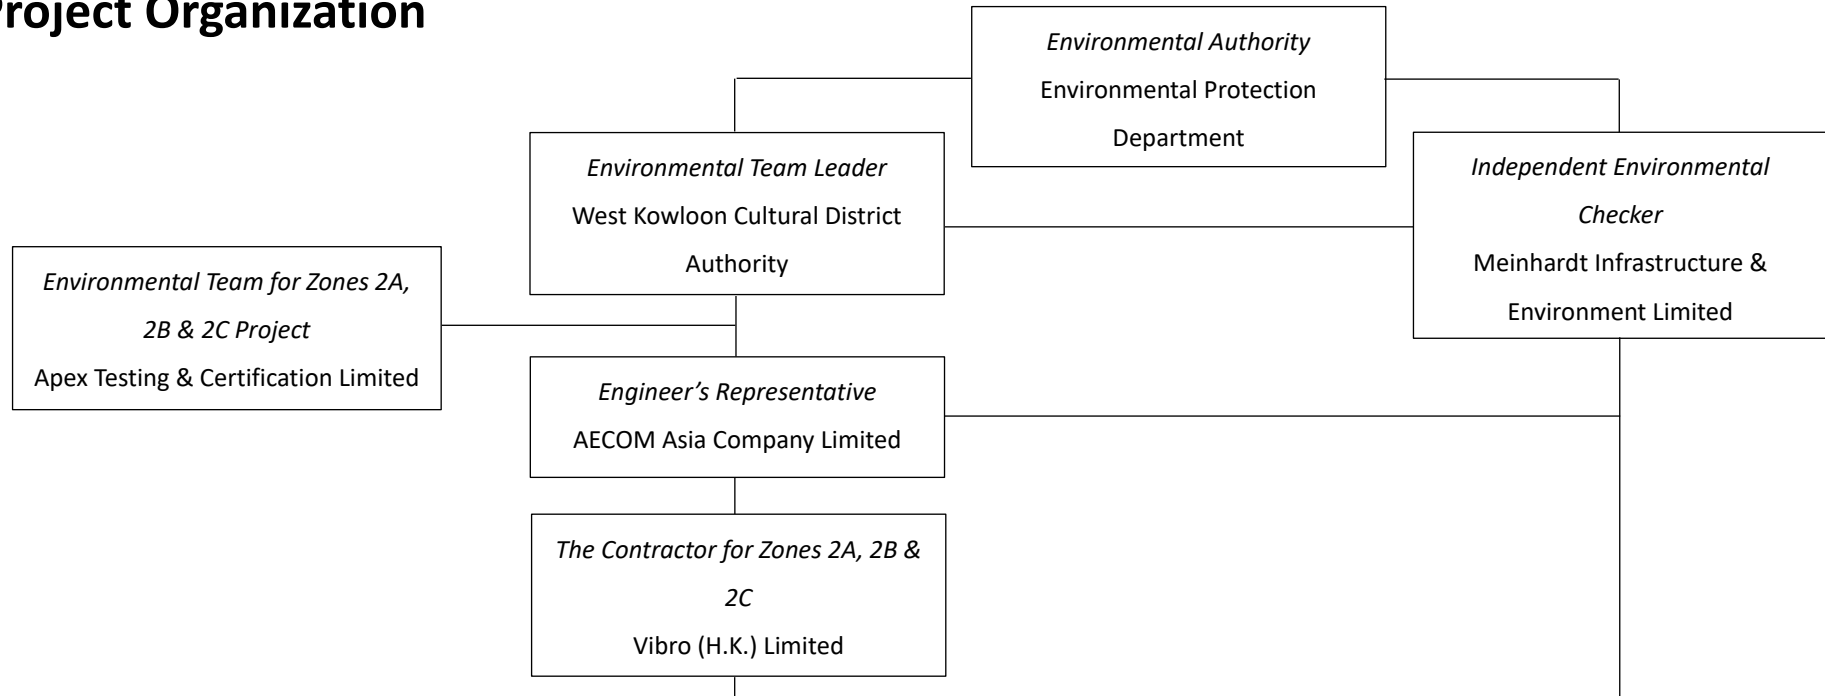 Project Organization
Environmental Authority
Environmental Protection
Department
Environmental Team Leader
West Kowloon Cultural District
Authority
Independent Environmental
Checker
Meinhardt Infrastructure &
Environment Limited
Environmental Team for Zones 2A,
2B & 2C Project
Apex Testing & Certification Limited
Engineer’s Representative
AECOM Asia Company Limited
The Contractor for Zones 2A, 2B &
2C
Vibro (H.K.) Limited